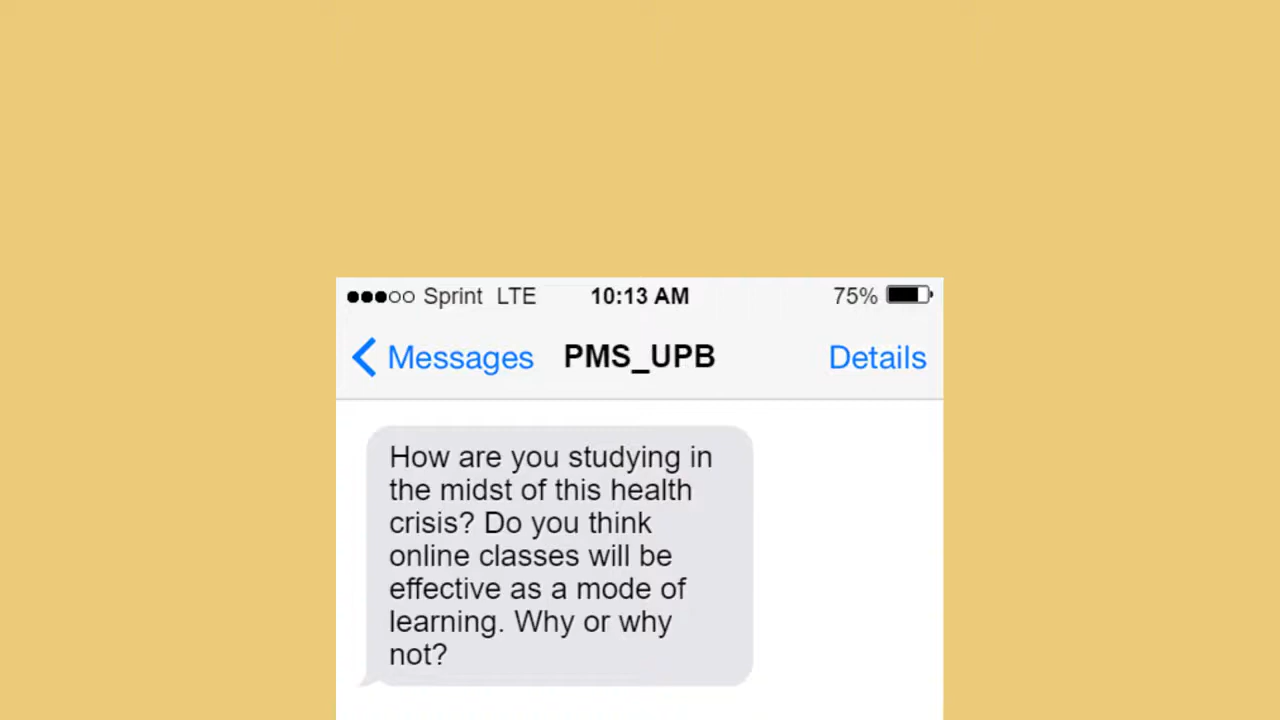 Sprint LTE 10:13 AM 75%
Messages PMS_UPB Details
How are you studying in
the midst of this health
crisis? Do you think
online classes will be
effective as a mode of
learning. Why or why
not?